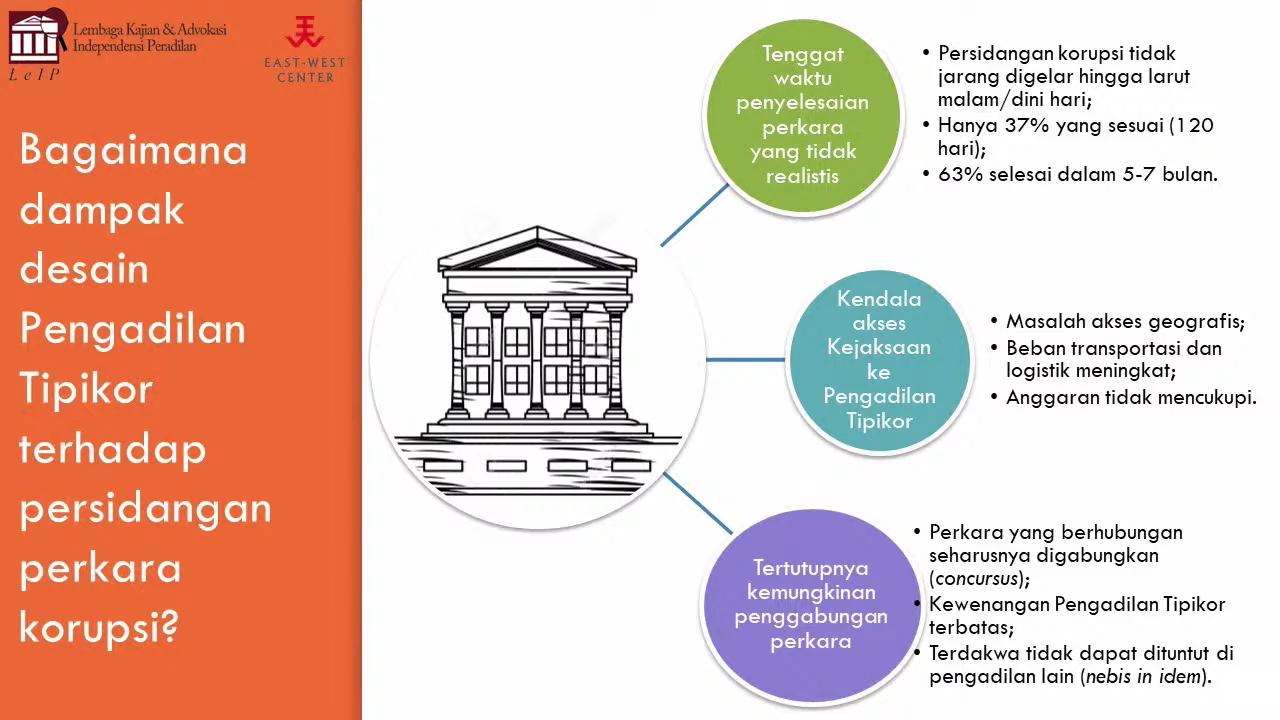 Lembaga Kajian & Advokasi
Independensi Peradilan
L e I P
EAST-WEST
CENTER
Bagaimana
dampak
desain
Pengadilan
Tipikor
terhadap
persidangan
perkara
korupsi?
Tenggat
waktu
penyelesaian
perkara
yang tidak
realistis
• Persidangan korupsi tidak
jarang digelar hingga larut
malam/dini hari;
• Hanya 37% yang sesuai (120
hari);
• 63% selesai dalam 5-7 bulan.
Kendala
akses
Kejaksaan
ke
Pengadilan
Tipikor
• Masalah akses geografis;
• Beban transportasi dan
logistik meningkat;
• Anggaran tidak mencukupi.
Tertutupnya
kemungkinan
penggabungan
perkara
• Perkara yang berhubungan
seharusnya digabungkan
(concursus);
• Kewenangan Pengadilan Tipikor
terbatas;
• Terdakwa tidak dapat dituntut di
pengadilan lain (nebis in idem).